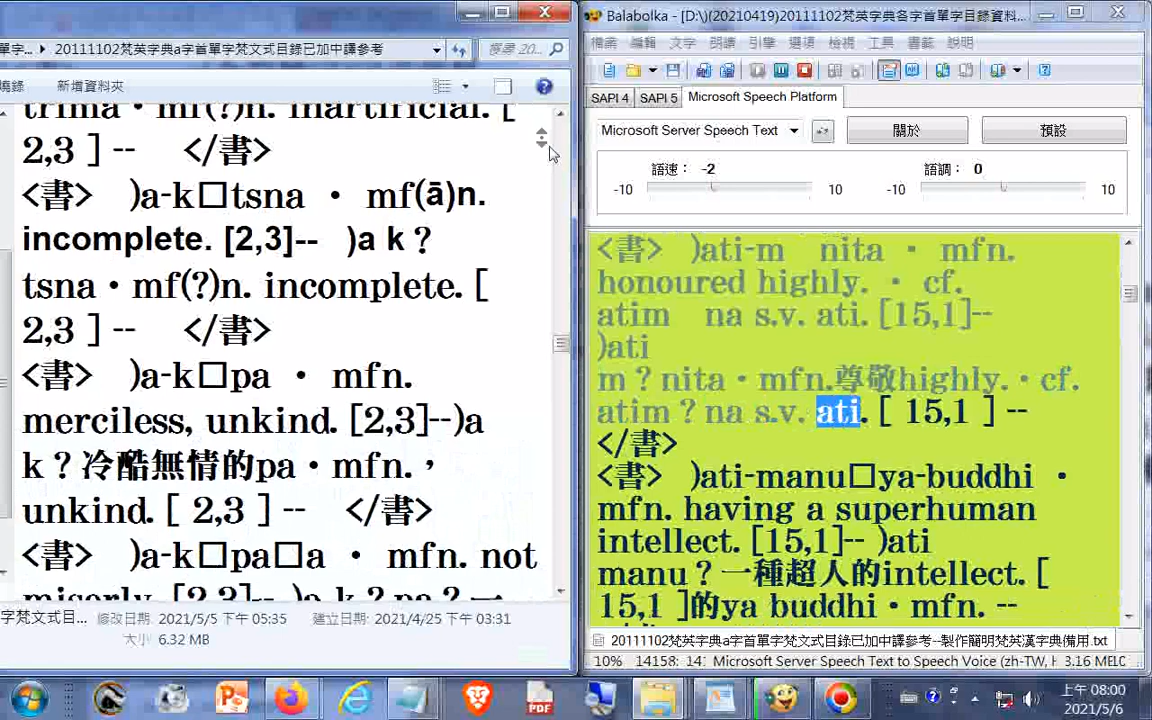 單字... ▸ 20111102梵英字典a字首單字梵文式目錄已加中譯參考
搜尋 20...
燒錄 新增資料夾
trima‧mf(?)n. inartificial. [
2,3 ] -- </書>
<書> )a-k□tsna ‧ mf(ā)n.
incomplete. [2,3]-- )a k?
tsna‧mf(?)n. incomplete. [
2,3 ] -- </書>
<書> )a-k□pa ‧ mfn.
merciless, unkind. [2,3]--)a
k?冷酷無情的pa‧mfn.,
unkind. [ 2,3 ] -- </書>
<書> )a-k□pa□a ‧ mfn. not
miserly. [2,3]-- )a k?pa?一
字梵文式目... 修改日期: 2021/5/5 下午 05:35 建立日期: 2021/4/25 下午 03:31
大小: 6.32 MB
Balabolka - [D:\)(20210419)20111102梵英字典各字首單字目錄資料...
檔案 編輯 文字 朗讀 引擎 選項 檢視 工具 書籤 說明
SAPI 4 SAPI 5 Microsoft Speech Platform
Microsoft Server Speech Text 關於 預設
語速: -2 語調: 0
-10 10 -10 10
<書> )ati-m nita ‧ mfn.
honoured highly. ‧ cf.
atim na s.v. ati. [15,1]--
)ati
m?nita‧mfn.尊敬highly.‧cf.
atim?na s.v. ati. [ 15,1 ] --
</書>
<書> )ati-manu□ya-buddhi ‧
mfn. having a superhuman
intellect. [15,1]-- )ati
manu?一種超人的intellect. [
15,1 ]的ya buddhi‧mfn. --
20111102梵英字典a字首單字梵文式目錄已加中譯參考--製作簡明梵英漢字典備用.txt
10% 14158: 14: Microsoft Server Speech Text to Speech Voice (zh-TW, H 3.16 MELC
PDF
上午 08:00
2021/5/6